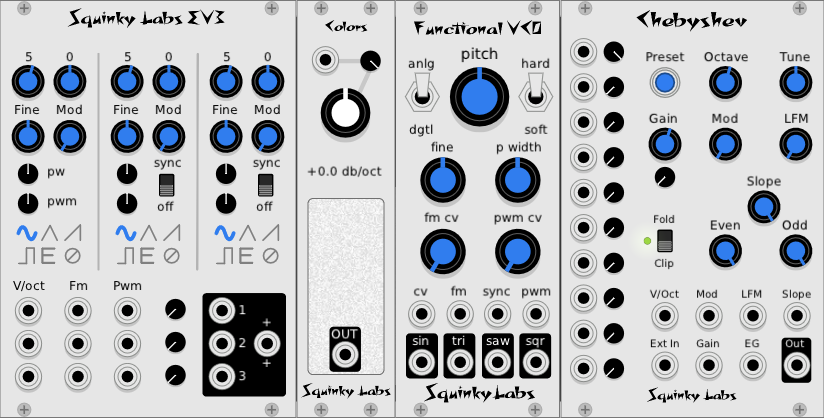 Squinky Labs EV3
5 0 5 0 5 0
Fine Mod Fine Mod Fine Mod
pw sync sync
pwm off off
V/oct Fm Pwm
1
2
3
+
+
Colors
+0.0 db/oct
OUT
Squinky Labs
Functional VCO
pitch
anlg hard
dgtl soft
fine p width
fm cv pwm cv
cv fm sync pwm
sin tri saw sqr
Squinky Labs
Chebyshev
Preset Octave Tune
Gain Mod LFM
Slope
Fold
Even Odd
Clip
V/Oct Mod LFM Slope
Ext In Gain EG Out
Squinky Labs